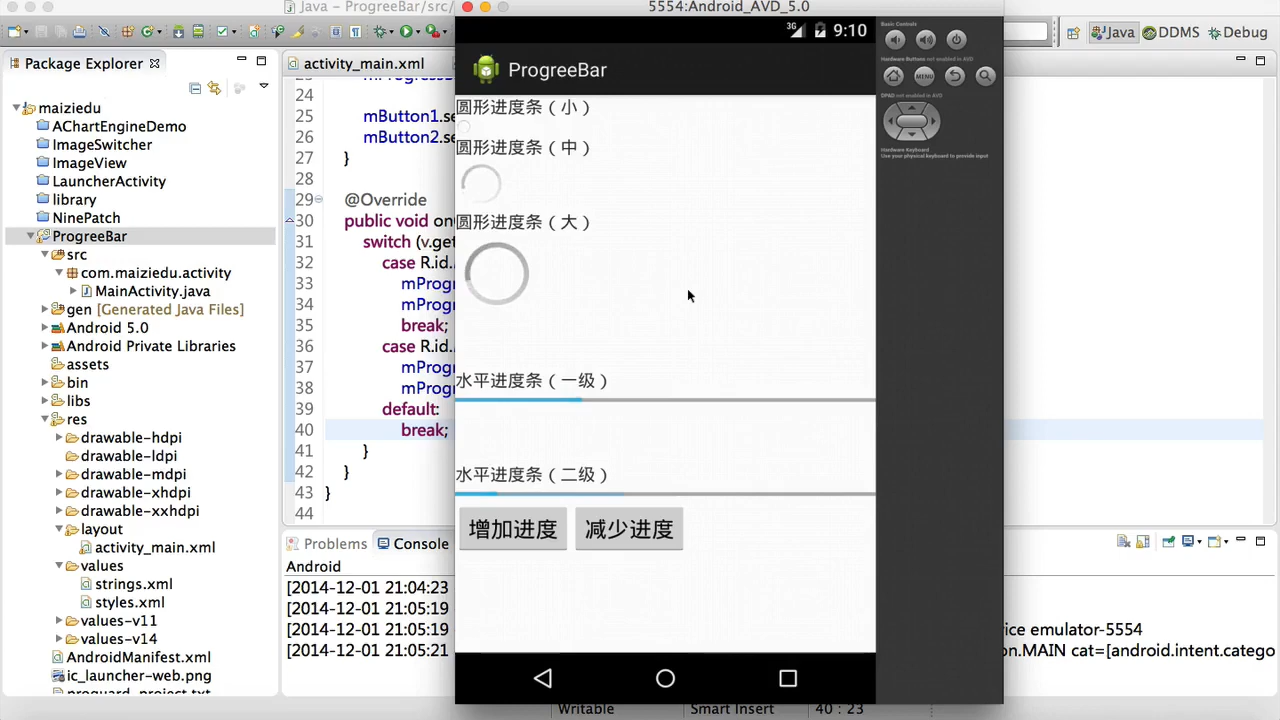 Java – ProgreeBar/src/
5554:Android_AVD_5.0
Java
DDMS
Debug
Package Explorer
activity_main.xml
maiziedu
AChartEngineDemo
ImageSwitcher
ImageView
LauncherActivity
library
NinePatch
ProgreeBar
src
com.maiziedu.activity
MainActivity.java
gen [Generated Java Files]
Android 5.0
Android Private Libraries
assets
bin
libs
res
drawable-hdpi
drawable-ldpi
drawable-mdpi
drawable-xhdpi
drawable-xxhdpi
layout
activity_main.xml
values
strings.xml
styles.xml
values-v11
values-v14
AndroidManifest.xml
ic_launcher-web.png
proguard_project.txt
24
25 mButton1.se
26 mButton2.se
27 }
28
29 @Override
30 public void on
31 switch (v.get
32 case R.id.
33 mProgr
34 mProgr
35 break;
36 case R.id.
37 mProgr
38 mProgr
39 default:
40 break;
41 }
42 }
43 }
44
3G 9:10
ProgreeBar
圆形进度条（小）
圆形进度条（中）
圆形进度条（大）
水平进度条（一级）
水平进度条（二级）
增加进度 减少进度
Basic Controls
Hardware Buttons not enabled in AVD
MENU
DPAD not enabled in AVD
Hardware Keyboard
Use your physical keyboard to provide input
Problems Console
Android
[2014-12-01 21:04:23
[2014-12-01 21:05:19
[2014-12-01 21:05:19 ice emulator-5554
[2014-12-01 21:05:21 on.MAIN cat=[android.intent.catego
Writable Smart Insert 40 : 23